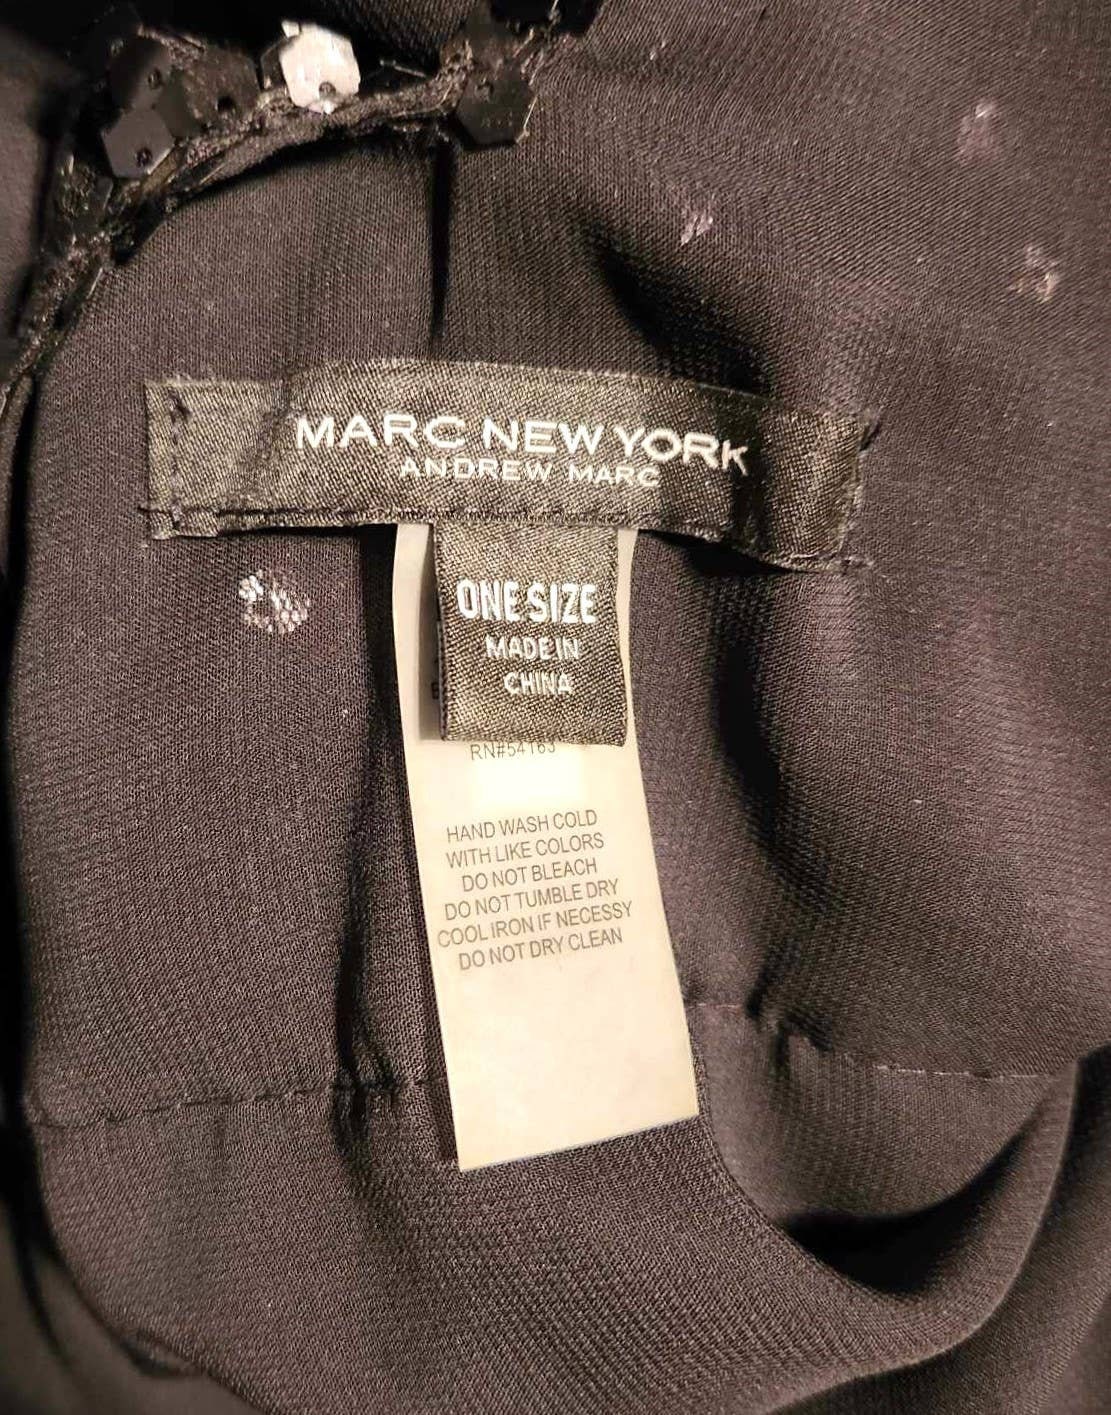 MARC NEW YORK
ANDREW MARC
ONE SIZE
MADE IN
CHINA
RN#54163
HAND WASH COLD
WITH LIKE COLORS
DO NOT BLEACH
DO NOT TUMBLE DRY
COOL IRON IF NECESSY
DO NOT DRY CLEAN